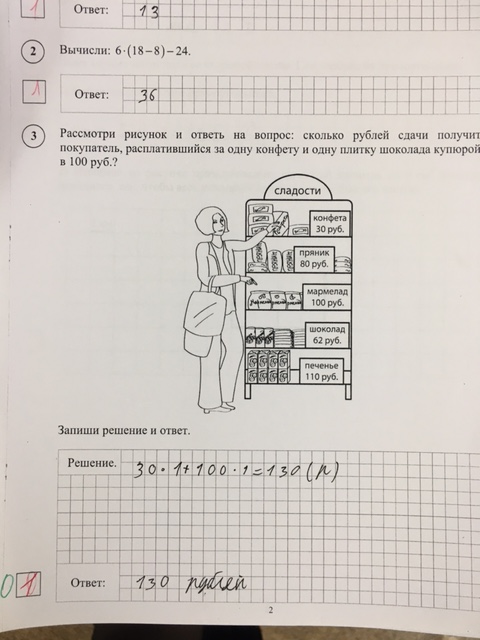 1
Ответ: 13
2 Вычисли: 6·(18−8)−24.
1
Ответ: 36
3 Рассмотри рисунок и ответь на вопрос: сколько рублей сдачи получит
покупатель, расплатившийся за одну конфету и одну плитку шоколада купюрой
в 100 руб.?
сладости
конфета
30 руб.
пряник
80 руб.
мармелад
100 руб.
шоколад
62 руб.
печенье
110 руб.
Запиши решение и ответ.
Решение. 30·1+100·1=130(р)
0
Ответ: 130 рублей
2